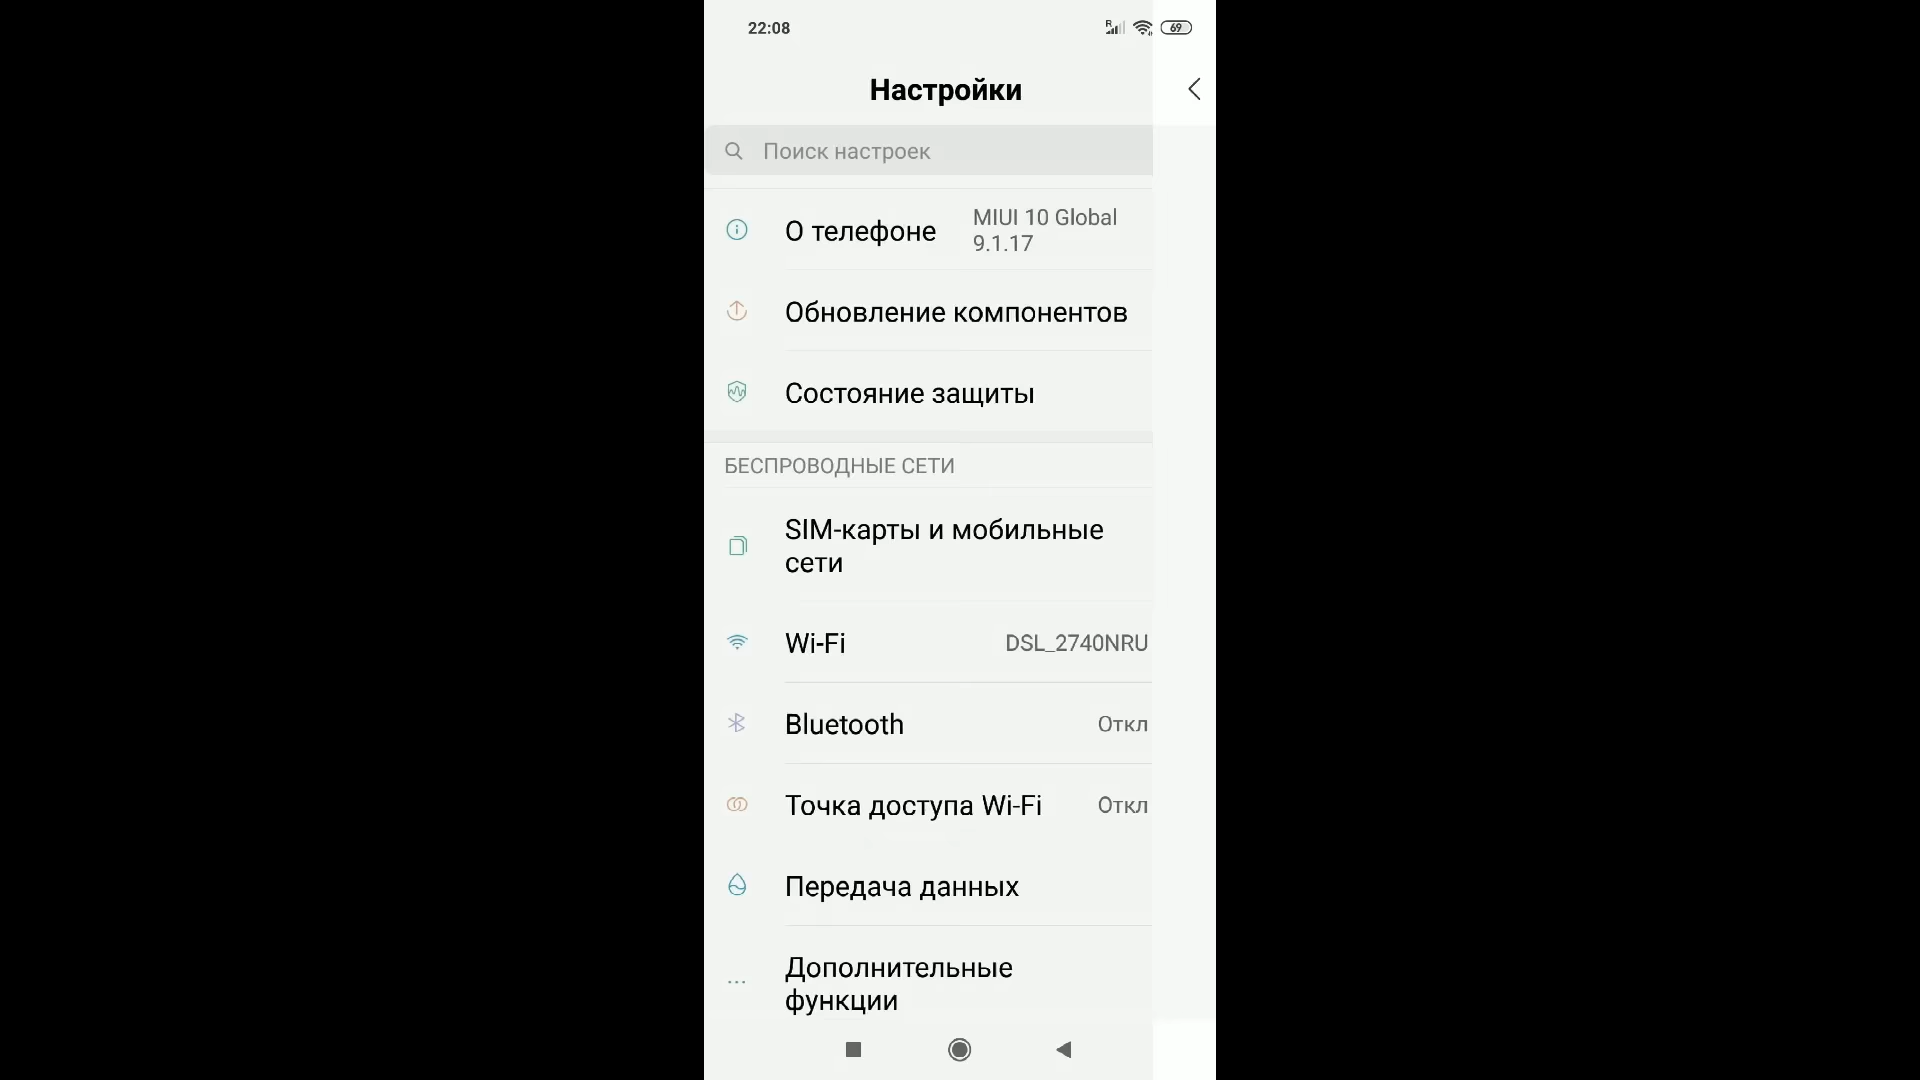 22:08
R
69
Настройки
Поиск настроек
О телефоне
MIUI 10 Global
9.1.17
Обновление компонентов
Состояние защиты
БЕСПРОВОДНЫЕ СЕТИ
SIM-карты и мобильные
сети
Wi-Fi
DSL_2740NRU
Bluetooth
Откл
Точка доступа Wi-Fi
Откл
Передача данных
Дополнительные
функции